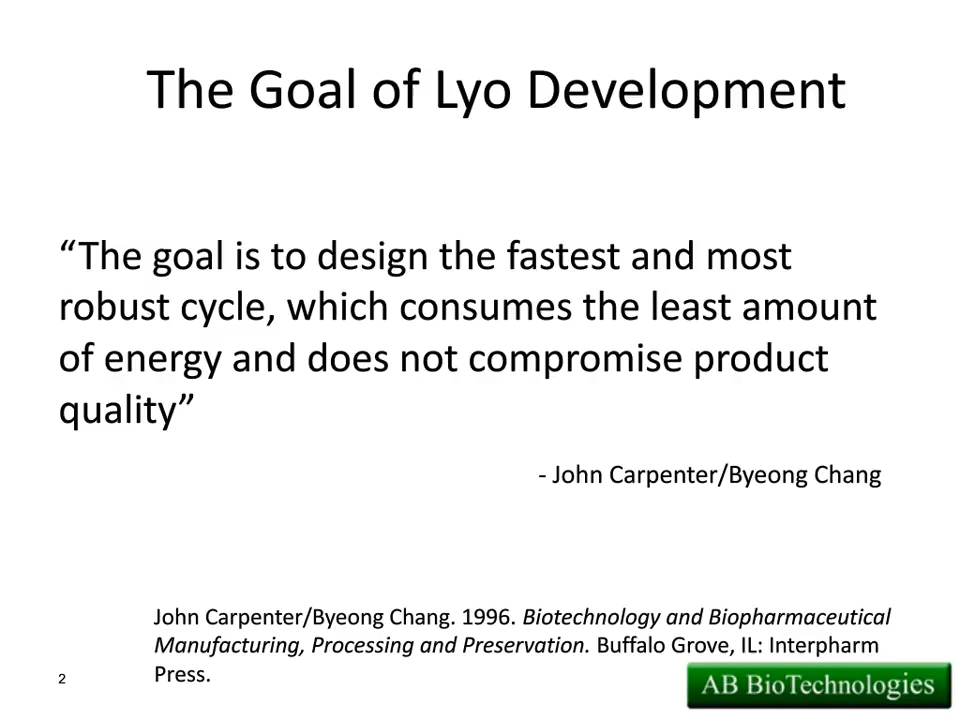 The Goal of Lyo Development
“The goal is to design the fastest and most
robust cycle, which consumes the least amount
of energy and does not compromise product
quality”
- John Carpenter/Byeong Chang
John Carpenter/Byeong Chang. 1996. Biotechnology and Biopharmaceutical
Manufacturing, Processing and Preservation. Buffalo Grove, IL: Interpharm
Press.
2
AB BioTechnologies